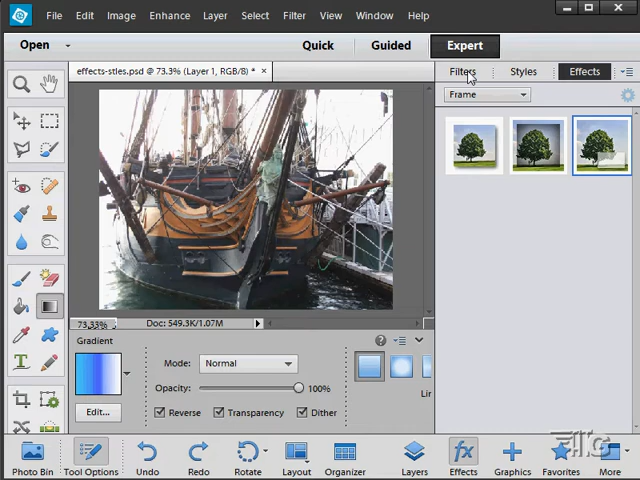 File Edit Image Enhance Layer Select Filter View Window Help
Open Quick Guided Expert
effects-stles.psd @ 73.3% (Layer 1, RGB/8) * ×
Filters Styles Effects
Frame
73.33% Doc: 549.3K/1.07M
Gradient
Mode: Normal
Opacity: 100%
Edit... Reverse Transparency Dither
Photo Bin Tool Options Undo Redo Rotate Layout Organizer Layers Effects Graphics Favorites More